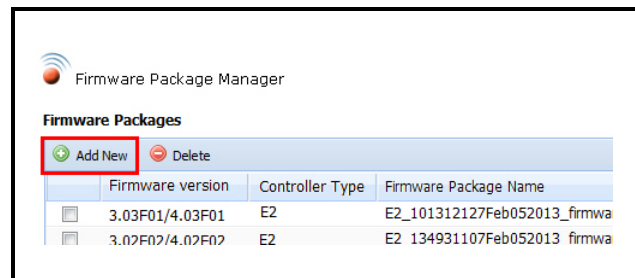 Firmware Package Manager
Firmware Packages
Add New Delete
Firmware version Controller Type Firmware Package Name
3.03F01/4.03F01 E2 E2_101312127Feb052013_firmwa
3.02F02/4.02F02 E2 E2_134931107Feb052013_firmwa